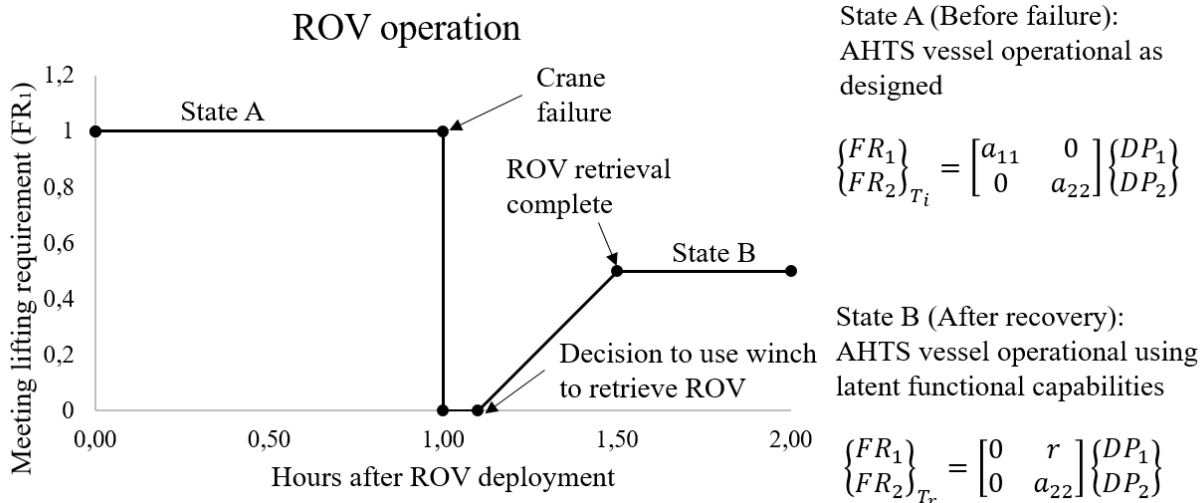 ROV operation
Meeting lifting requirement (FR₁)
1,2
1
0,8
0,6
0,4
0,2
0
State A
Crane
failure
ROV retrieval
complete
State B
Decision to use winch
to retrieve ROV
0,00
0,50
1,00
1,50
2,00
Hours after ROV deployment
State A (Before failure):
AHTS vessel operational as
designed
{FR₁ FR₂}Tᵢ = [a₁₁ 0 0 a₂₂] {DP₁ DP₂}
State B (After recovery):
AHTS vessel operational using
latent functional capabilities
{FR₁ FR₂}Tᵣ = [0 r 0 a₂₂] {DP₁ DP₂}